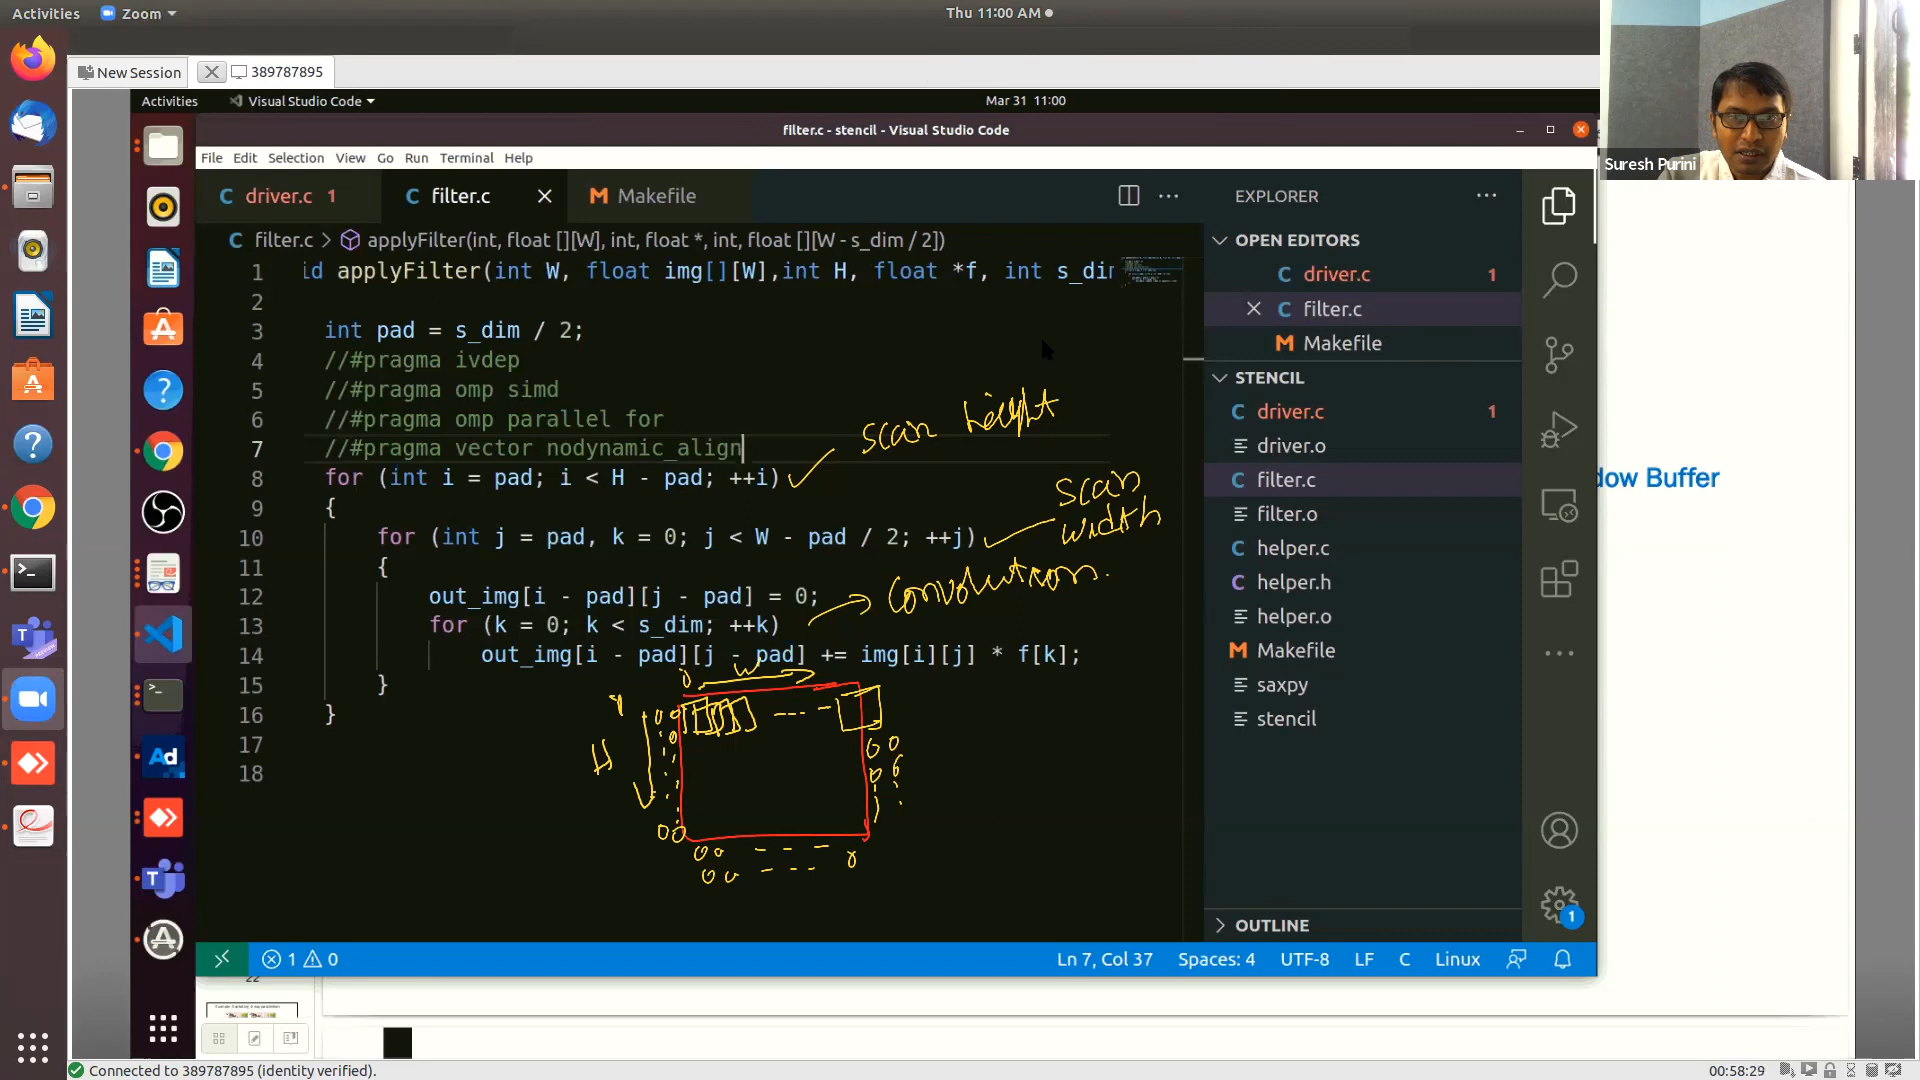 Activities
Zoom
Thu 11:00 AM
New Session
389787895
Activities
Visual Studio Code
Mar 31 11:00
filter.c - stencil - Visual Studio Code
File Edit Selection View Go Run Terminal Help
driver.c 1
filter.c
Makefile
filter.c > applyFilter(int, float [][W], int, float *, int, float [][W - s_dim / 2])
1 id applyFilter(int W, float img[][W],int H, float *f, int s_dim
2
3 int pad = s_dim / 2;
4 //#pragma ivdep
5 //#pragma omp simd
6 //#pragma omp parallel for
7 //#pragma vector nodynamic_align
8 for (int i = pad; i < H - pad; ++i)
9 {
10 for (int j = pad, k = 0; j < W - pad / 2; ++j)
11 {
12 out_img[i - pad][j - pad] = 0;
13 for (k = 0; k < s_dim; ++k)
14 out_img[i - pad][j - pad] += img[i][j] * f[k];
15 }
16 }
17
18
scan height
scan
width
Convolution.
W
H
EXPLORER
OPEN EDITORS
driver.c 1
filter.c
Makefile
STENCIL
driver.c 1
driver.o
filter.c
filter.o
helper.c
helper.h
helper.o
Makefile
saxpy
stencil
OUTLINE
1
1 0
Ln 7, Col 37
Spaces: 4
UTF-8
LF
C
Linux
Suresh Purini
dow Buffer
22
Connected to 389787895 (identity verified).
00:58:29